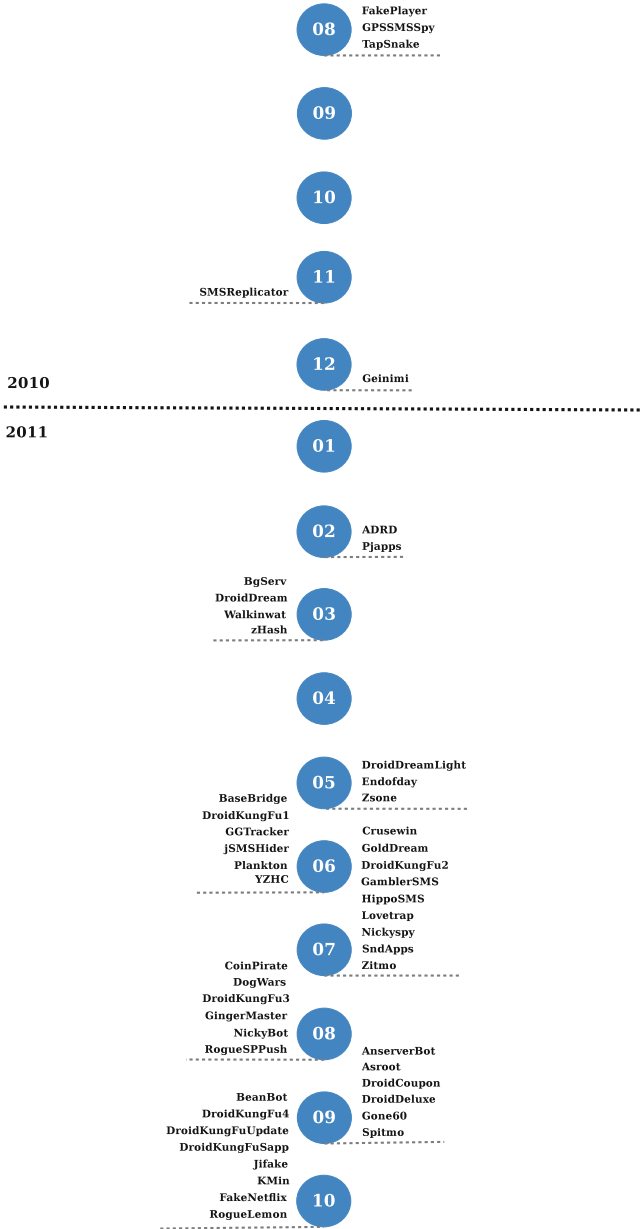 08
FakePlayer
GPSSMSSpy
TapSnake
09
10
11
SMSReplicator
12
Geinimi
2010
2011
01
02
ADRD
Pjapps
03
BgServ
DroidDream
Walkinwat
zHash
04
05
DroidDreamLight
Endofday
Zsone
06
BaseBridge
DroidKungFu1
GGTracker
jSMSHider
Plankton
YZHC
07
Crusewin
GoldDream
DroidKungFu2
GamblerSMS
HippoSMS
Lovetrap
Nickyspy
SndApps
Zitmo
08
CoinPirate
DogWars
DroidKungFu3
GingerMaster
NickyBot
RogueSPPush
09
AnserverBot
Asroot
DroidCoupon
DroidDeluxe
Gone60
Spitmo
10
BeanBot
DroidKungFu4
DroidKungFuUpdate
DroidKungFuSapp
Jifake
KMin
FakeNetflix
RogueLemon